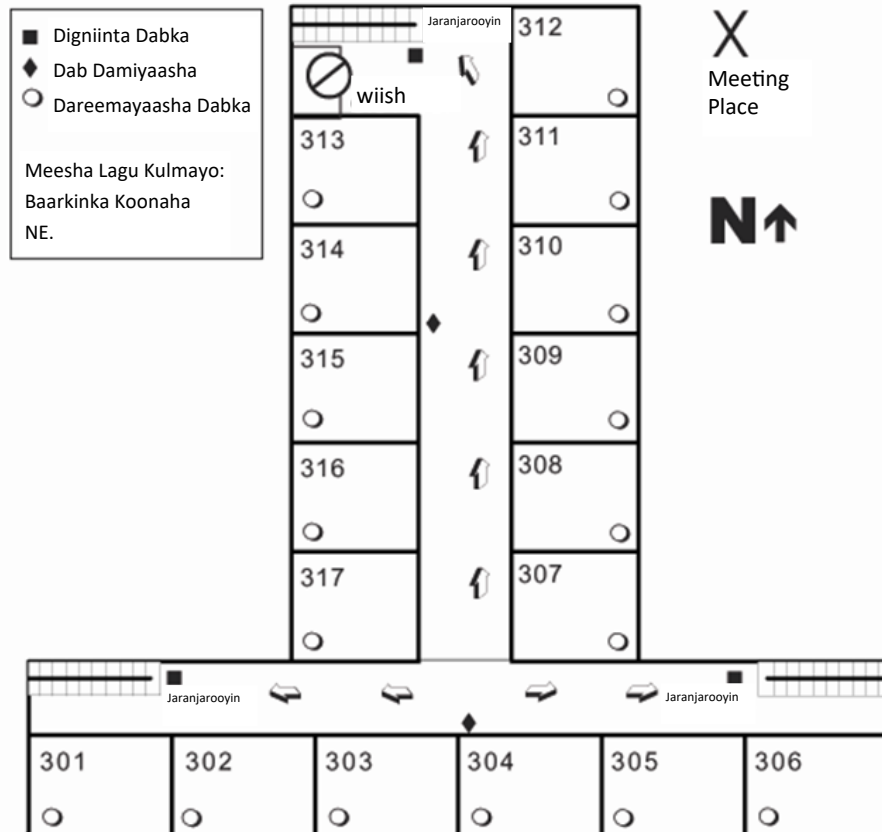 Digniinta Dabka
Dab Damiyaasha
Dareemayaasha Dabka
Meesha Lagu Kulmayo:
Baarkinka Koonaha
NE.
Jaranjarooyin
wiish
X
Meeting
Place
N
312
313
311
314
310
315
309
316
308
317
307
Jaranjarooyin
Jaranjarooyin
301
302
303
304
305
306